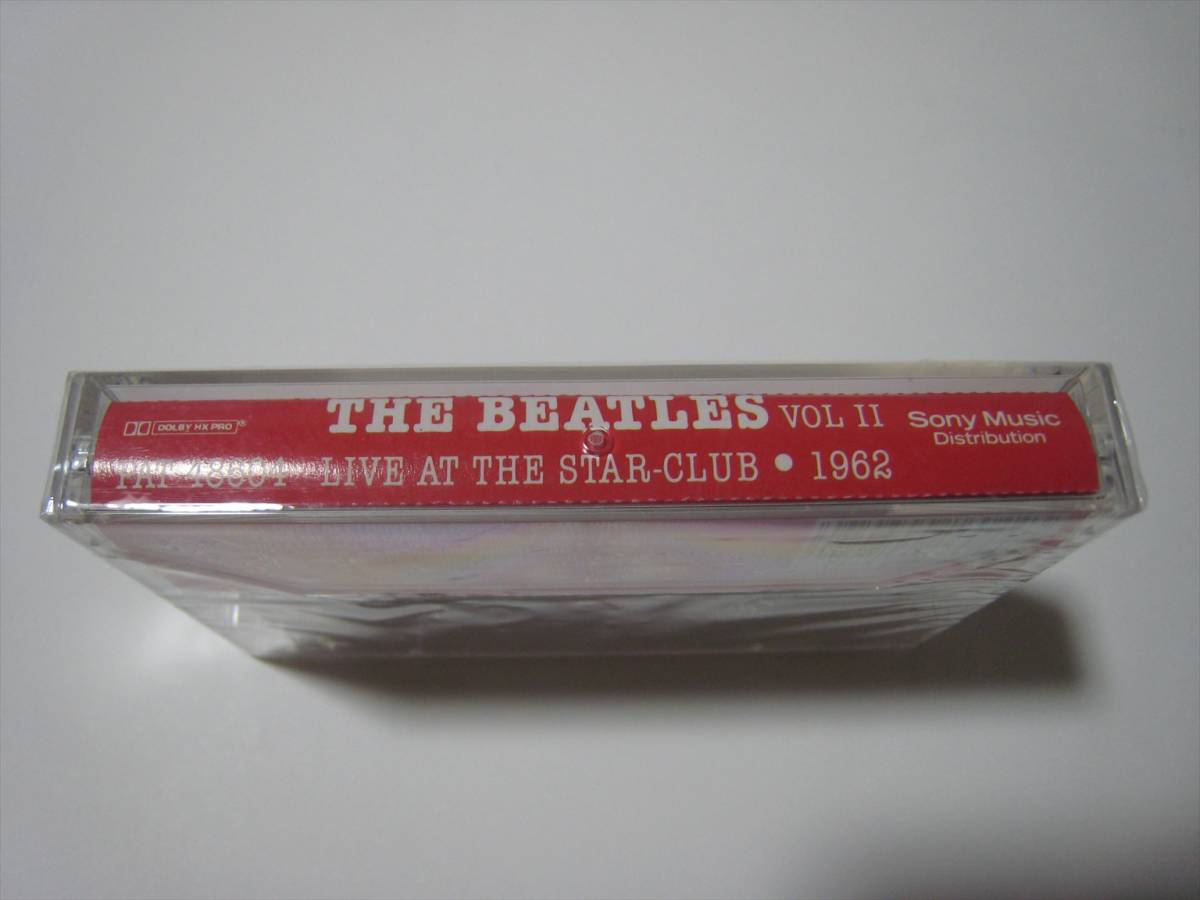 DOLBY HX PRO ®
THE BEATLES VOL II
LIVE AT THE STAR-CLUB • 1962
Sony Music
Distribution